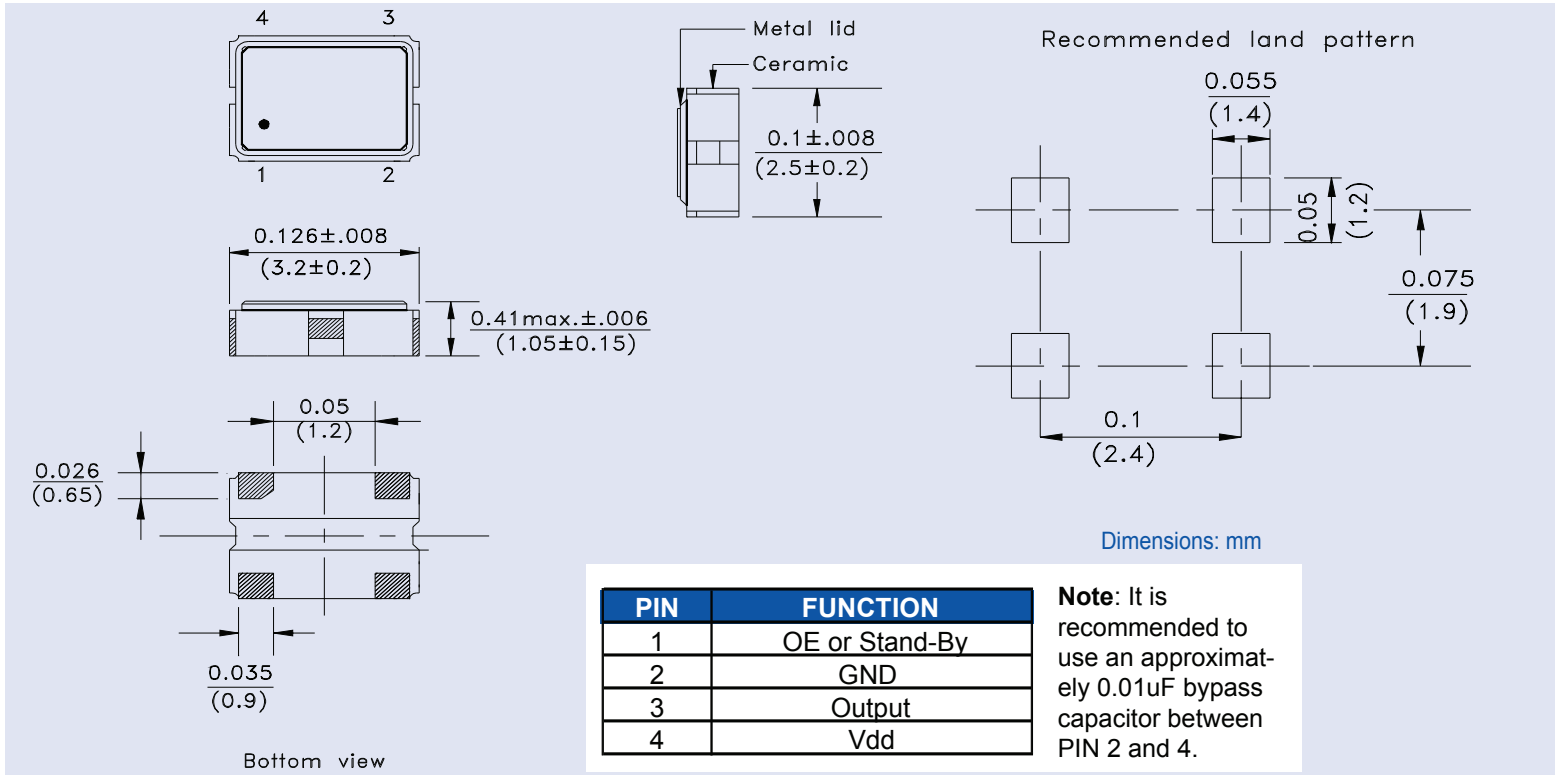 4 3
1 2
0.126±.008
(3.2±0.2)
0.41max.±.006
(1.05±0.15)
0.05
(1.2)
0.026
(0.65)
0.035
(0.9)
Bottom view
Metal lid
Ceramic
0.1±.008
(2.5±0.2)
Recommended land pattern
0.055
(1.4)
0.05
(1.2)
0.075
(1.9)
0.1
(2.4)
Dimensions: mm
PIN FUNCTION
1 OE or Stand-By
2 GND
3 Output
4 Vdd
Note: It is
recommended to
use an approximat-
ely 0.01uF bypass
capacitor between
PIN 2 and 4.